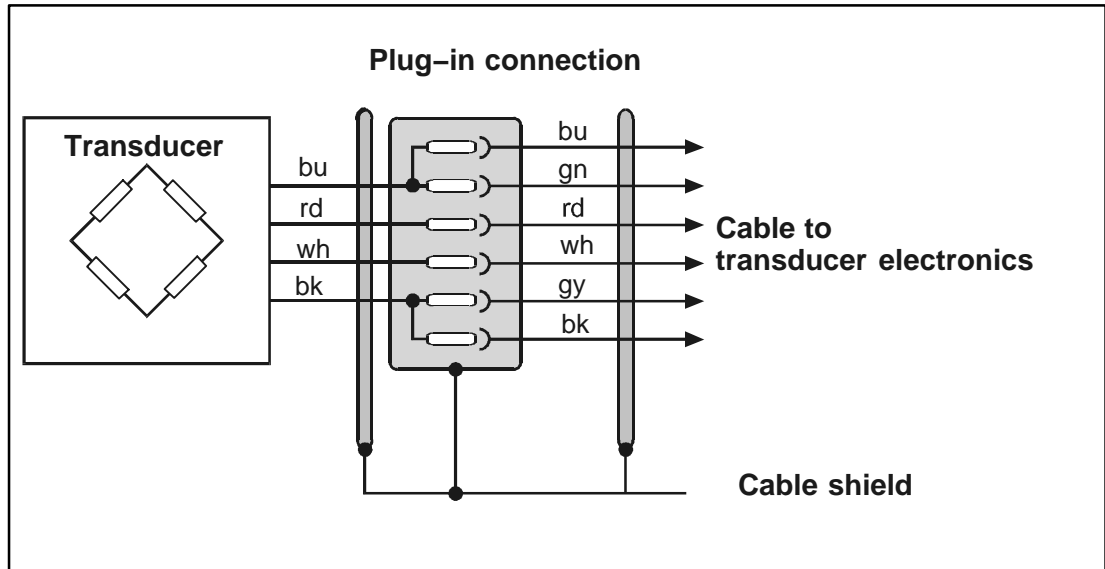 Plug–in connection
Transducer
bu
rd
wh
bk
bu
gn
rd
wh
gy
bk
Cable to
transducer electronics
Cable shield